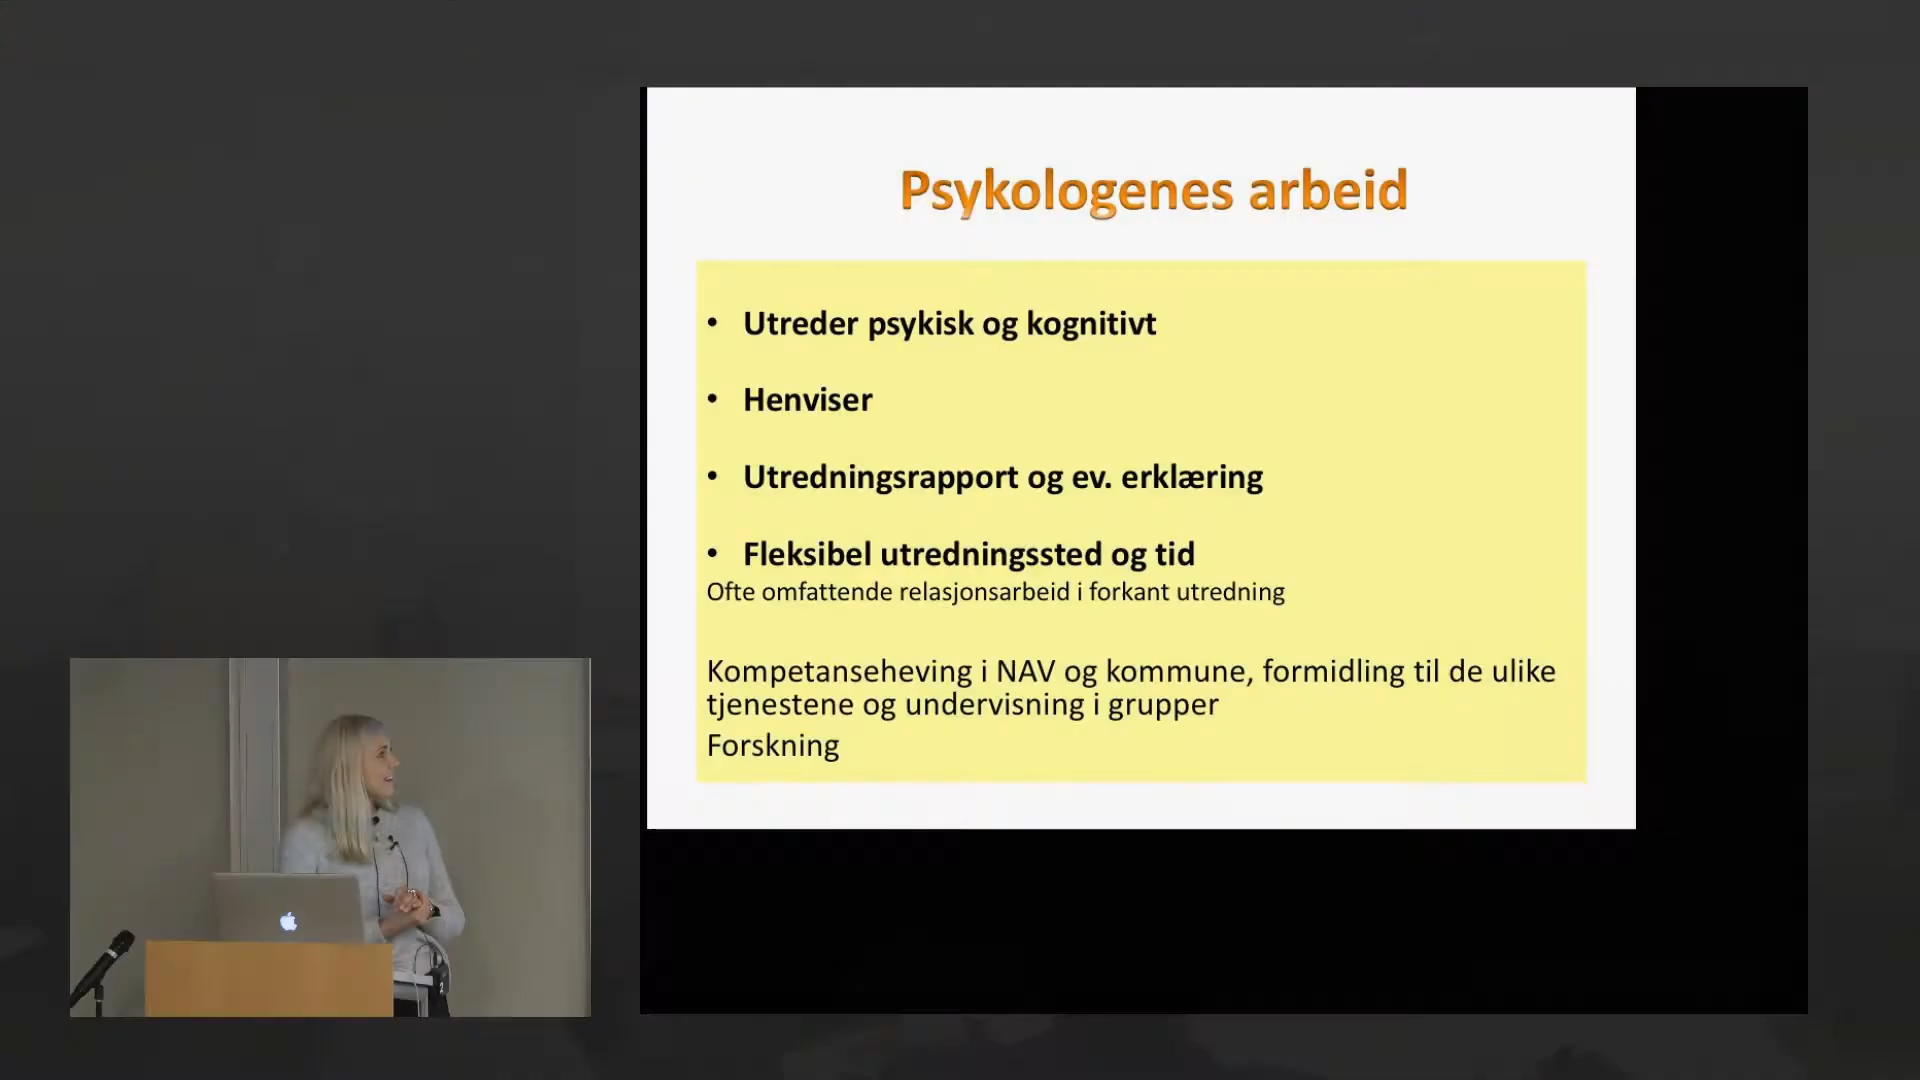 Psykologenes arbeid
• Utreder psykisk og kognitivt
• Henviser
• Utredningsrapport og ev. erklæring
• Fleksibel utredningssted og tid
Ofte omfattende relasjonsarbeid i forkant utredning
Kompetanseheving i NAV og kommune, formidling til de ulike
tjenestene og undervisning i grupper
Forskning
2